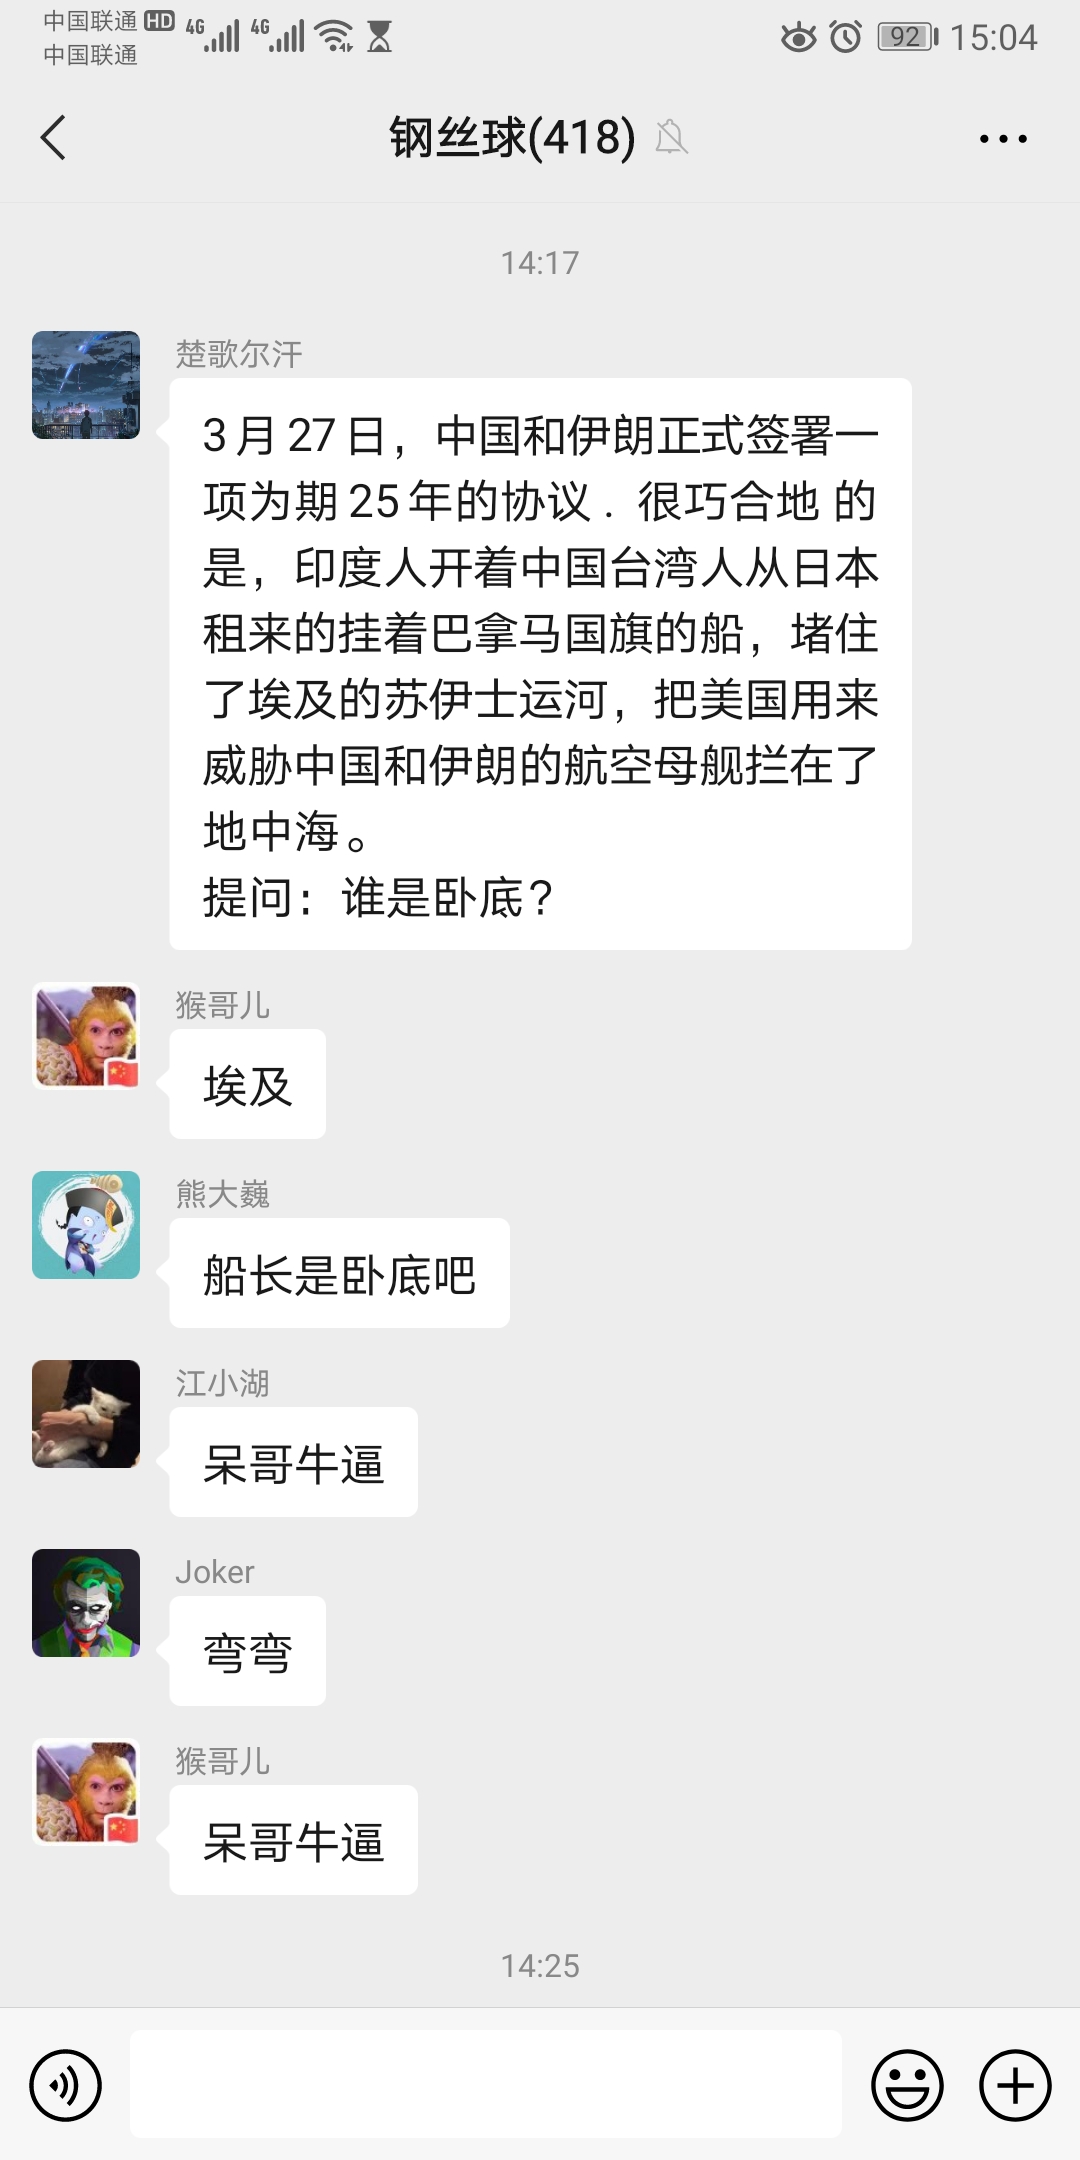 中国联通 HD 4G 4G 92 15:04
中国联通
钢丝球(418)
14:17
楚歌尔汗
3月27日，中国和伊朗正式签署一
项为期25年的协议．很巧合地 的
是，印度人开着中国台湾人从日本
租来的挂着巴拿马国旗的船，堵住
了埃及的苏伊士运河，把美国用来
威胁中国和伊朗的航空母舰拦在了
地中海。
提问：谁是卧底？
猴哥儿
埃及
熊大巍
船长是卧底吧
江小湖
呆哥牛逼
Joker
弯弯
猴哥儿
呆哥牛逼
14:25